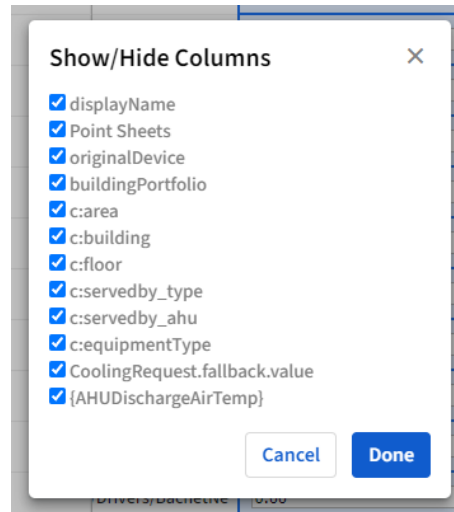 Show/Hide Columns
displayName
Point Sheets
originalDevice
buildingPortfolio
c:area
c:building
c:floor
c:servedby_type
c:servedby_ahu
c:equipmentType
CoolingRequest.fallback.value
{AHUDischargeAirTemp}
Cancel Done